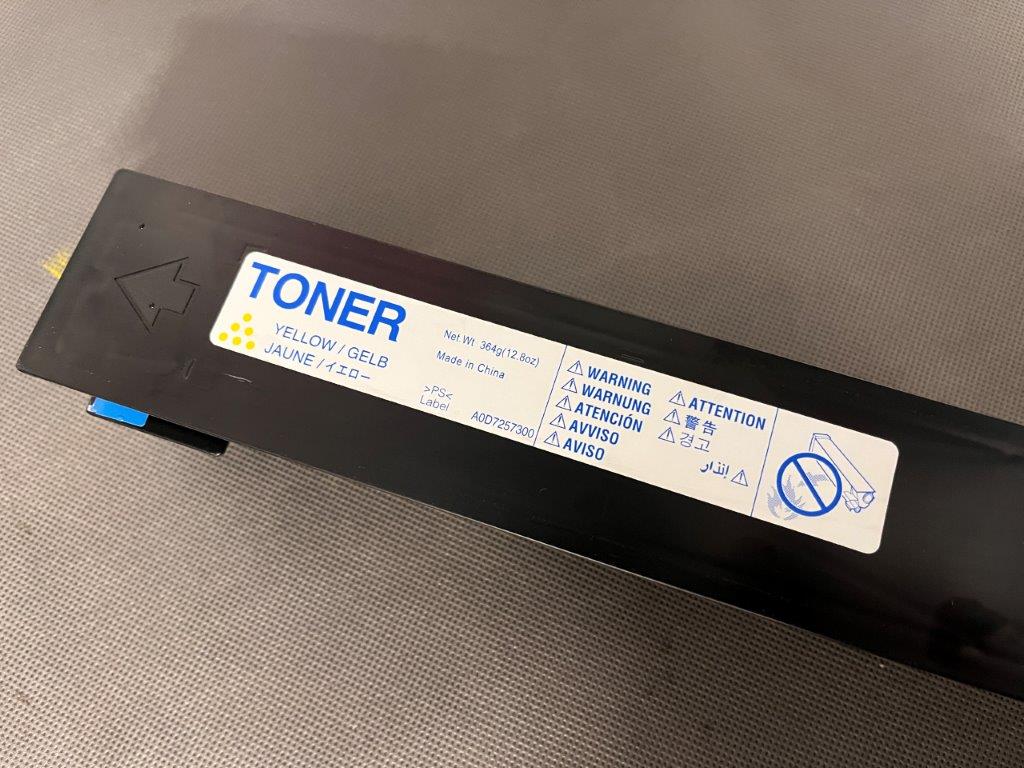 TONER
YELLOW / GELB
JAUNE / イエロー
Net. Wt. 364g(12.8oz)
Made in China
>PS<
Label
A0D7257300
⚠ WARNING
⚠ WARNUNG
⚠ ATENCIÓN
⚠ AVVISO
⚠ AVISO
⚠ ATTENTION
⚠ 警告
⚠ 경고
إنذار ⚠